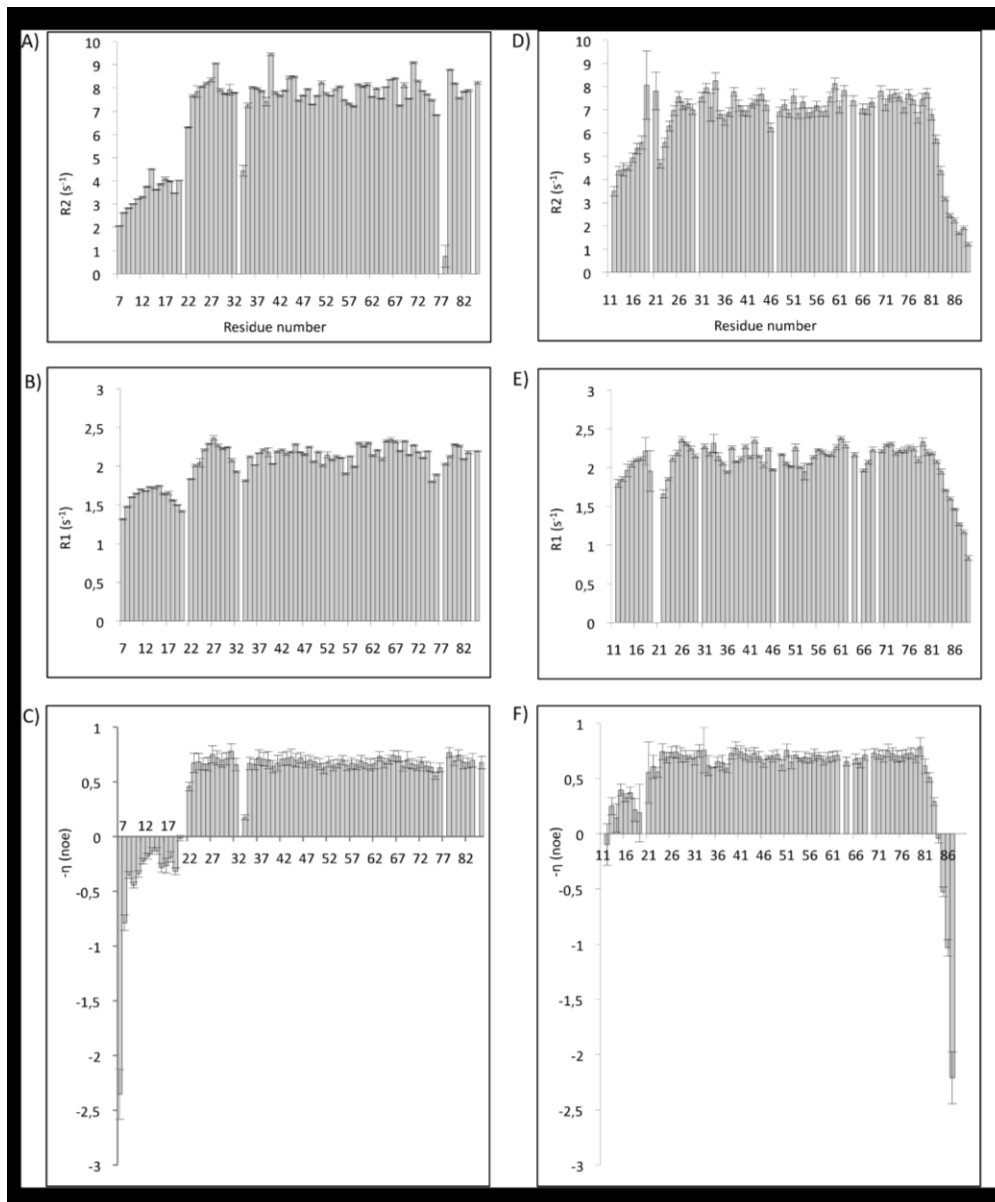 A)
10
9
8
7
6
5
4
3
2
1
0
R2 (s⁻¹)
7 12 17 22 27 32 37 42 47 52 57 62 67 72 77 82
Residue number
D)
10
9
8
7
6
5
4
3
2
1
0
R2 (s⁻¹)
11 16 21 26 31 36 41 46 51 56 61 66 71 76 81 86
Residue number
B)
3
2,5
2
1,5
1
0,5
0
R1 (s⁻¹)
7 12 17 22 27 32 37 42 47 52 57 62 67 72 77 82
E)
3
2,5
2
1,5
1
0,5
0
R1 (s⁻¹)
11 16 21 26 31 36 41 46 51 56 61 66 71 76 81 86
C)
1
0,5
0
-0,5
-1
-1,5
-2
-2,5
-3
-η (noe)
7 12 17
22 27 32 37 42 47 52 57 62 67 72 77 82
F)
1
0,5
0
-0,5
-1
-1,5
-2
-2,5
-3
-η (noe)
11 16 21 26 31 36 41 46 51 56 61 66 71 76 81 86